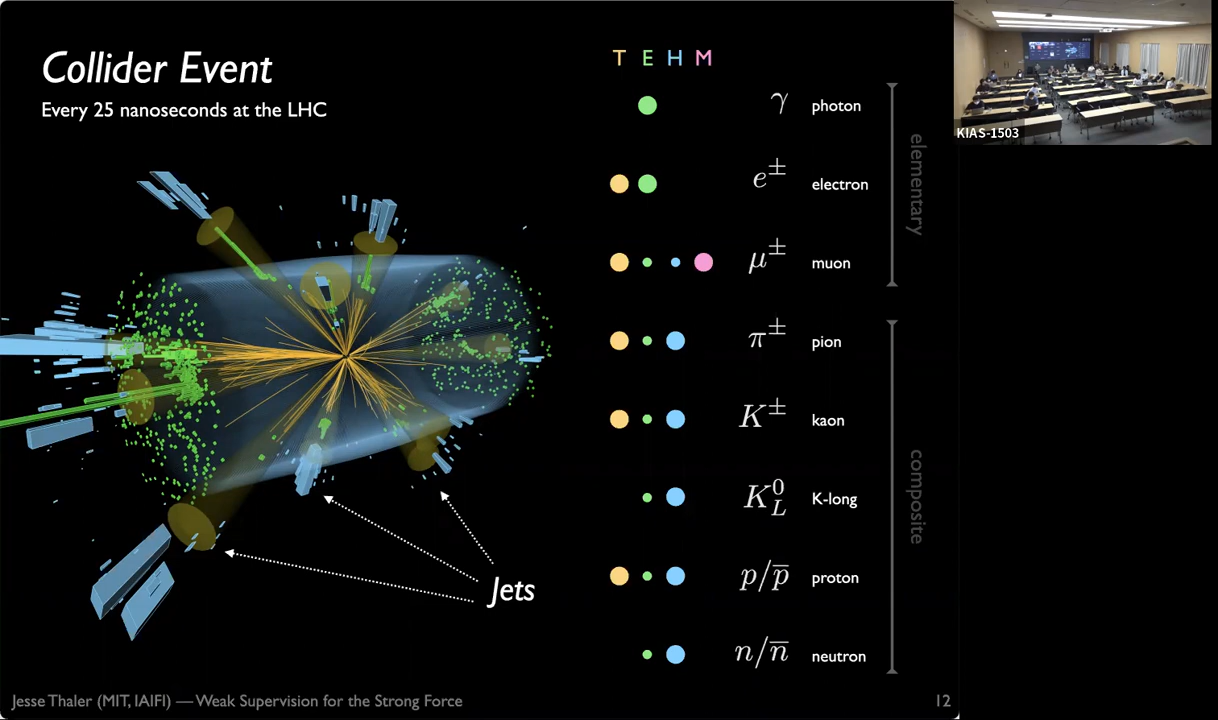 Collider Event
Every 25 nanoseconds at the LHC
T E H M
γ photon
e± electron
μ± muon
π± pion
K± kaon
K⁰_L K-long
p/p̅ proton
n/n̅ neutron
elementary
composite
Jets
Jesse Thaler (MIT, IAIFI) — Weak Supervision for the Strong Force
12
KIAS-1503